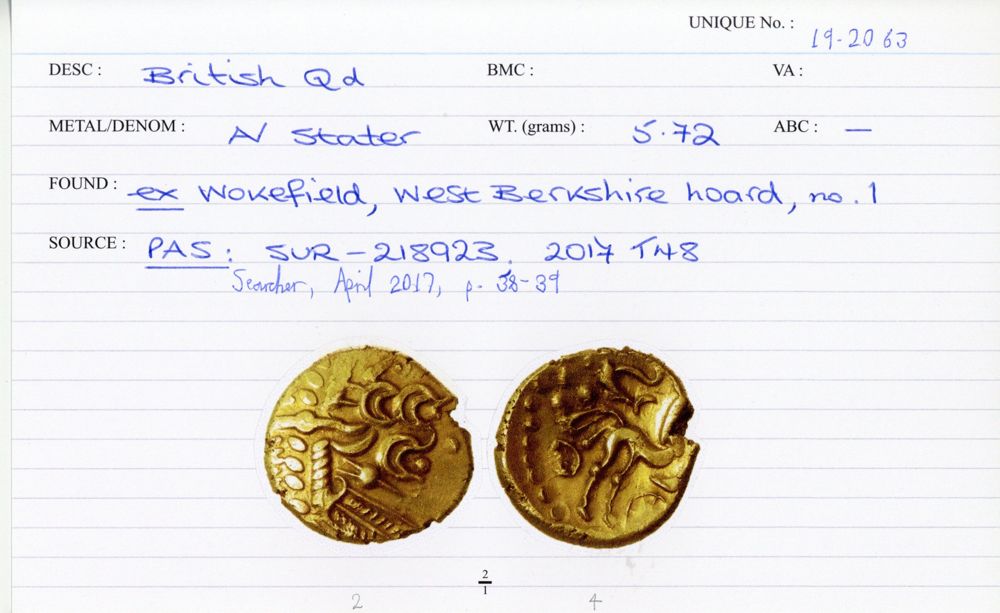 UNIQUE No. : 19-2063
DESC : British Qd BMC : VA :
METAL/DENOM : AV Stater WT. (grams) : 5.72 ABC : —
FOUND : ex Wokefield, West Berkshire hoard, no. 1
SOURCE : PAS: SUR-218923. 2017 T48
Searcher, April 2017, p. 38-39
2
1
2 4